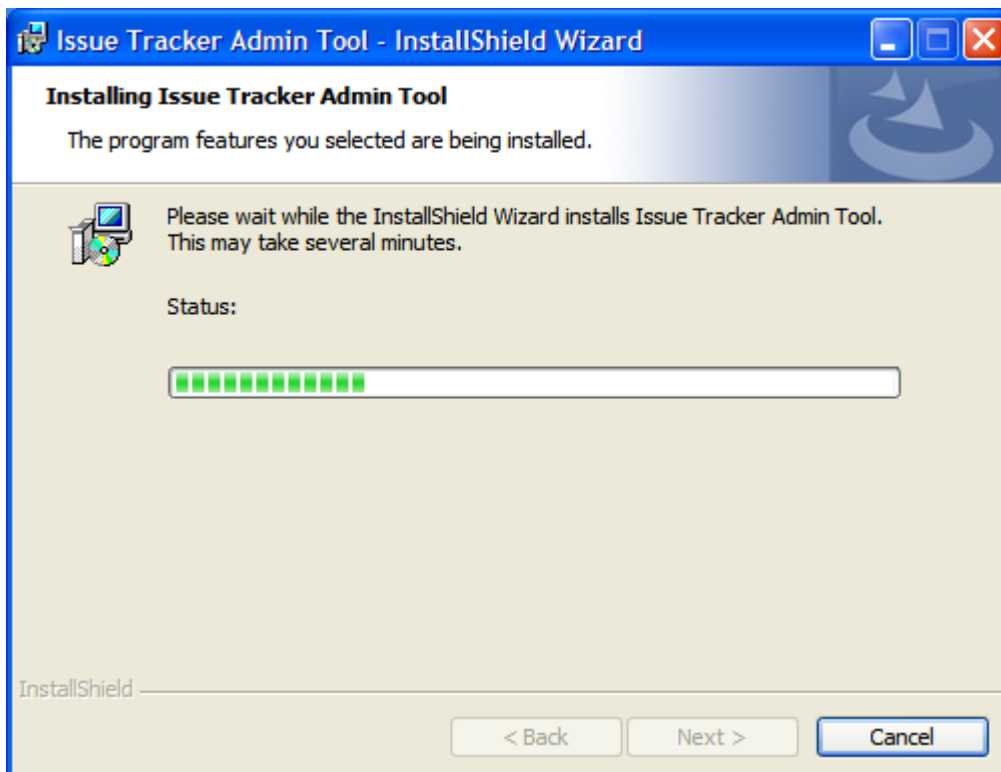 Issue Tracker Admin Tool - InstallShield Wizard
Installing Issue Tracker Admin Tool
The program features you selected are being installed.
Please wait while the InstallShield Wizard installs Issue Tracker Admin Tool.
This may take several minutes.
Status:
InstallShield
< Back
Next >
Cancel